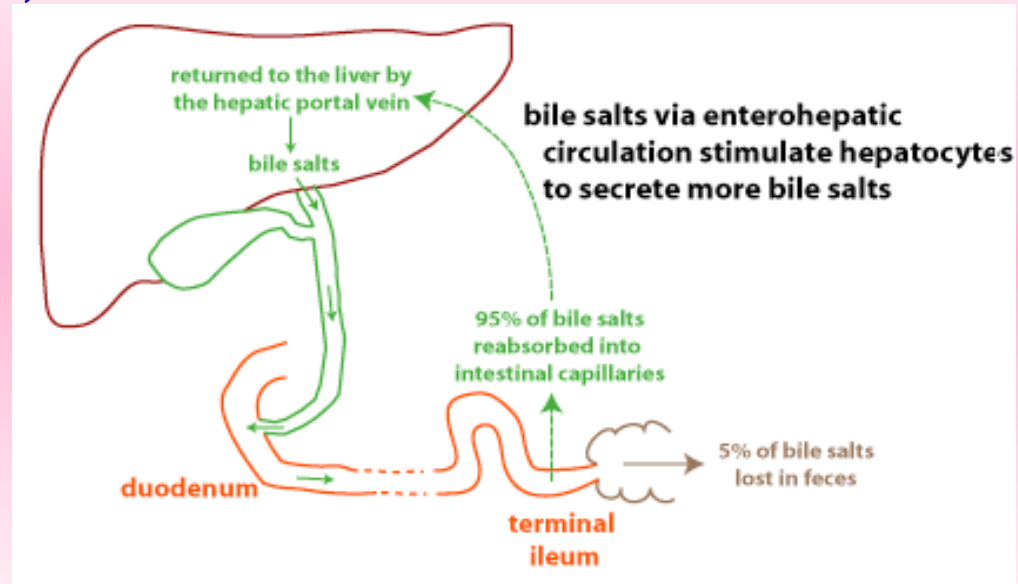 returned to the liver by
the hepatic portal vein
bile salts
bile salts via enterohepatic
circulation stimulate hepatocytes
to secrete more bile salts
95% of bile salts
reabsorbed into
intestinal capillaries
5% of bile salts
lost in feces
duodenum
terminal
ileum